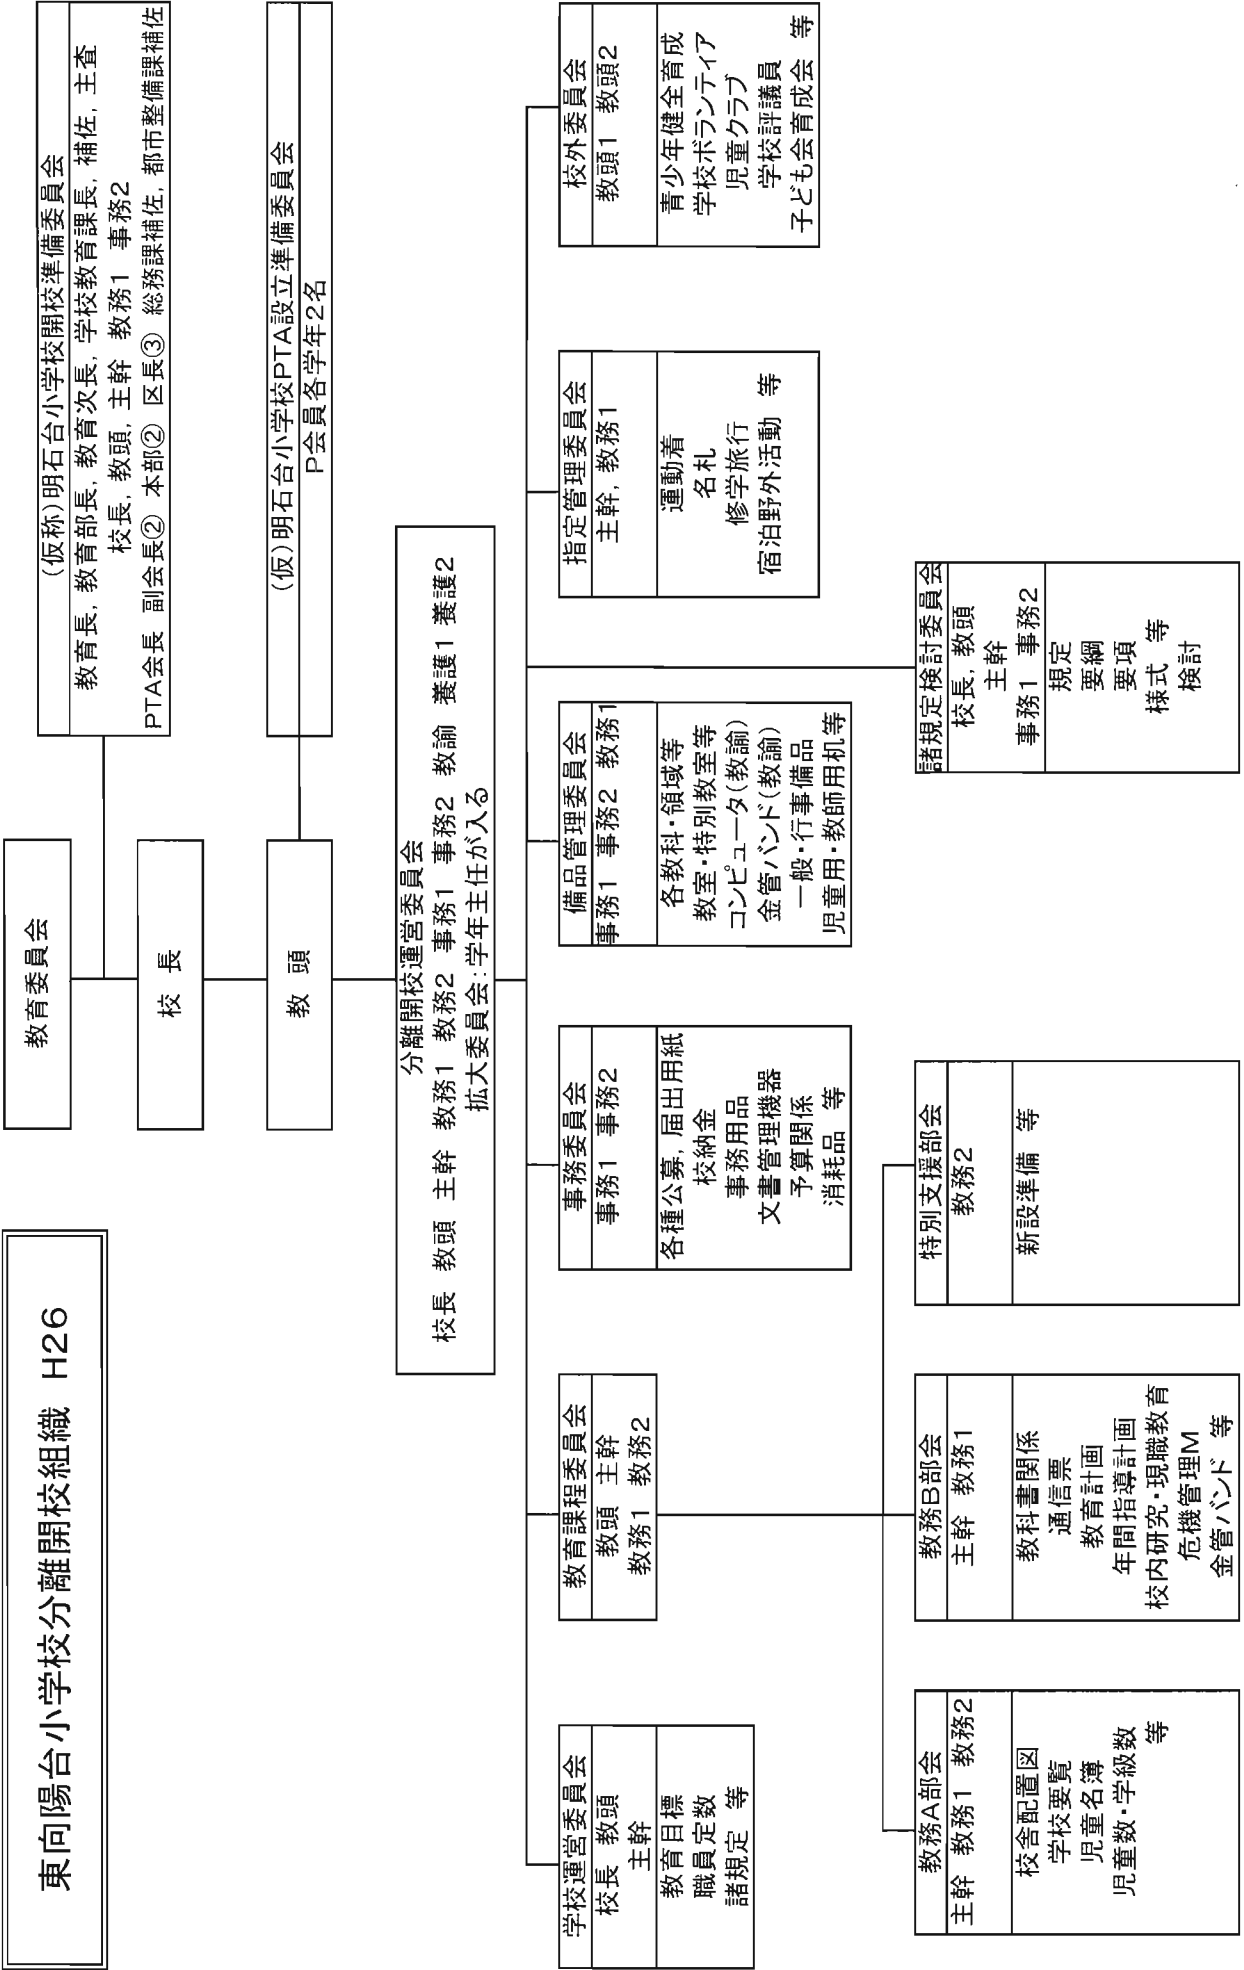 東向陽台小学校分離開校組織 H26
教育委員会
(仮称)明石台小学校開校準備委員会
教育長, 教育部長, 教育次長, 学校教育課長, 補佐, 主査
校長, 教頭, 主幹 教務1 事務2
PTA会長 副会長② 本部② 区長③ 総務課補佐, 都市整備課補佐
校 長
教 頭
(仮)明石台小学校PTA設立準備委員会
P会員各学年2名
分離開校運営委員会
校長 教頭 主幹 教務1 教務2 事務1 事務2 教諭 養護1 養護2
拡大委員会:学年主任が入る
学校運営委員会
校長 教頭
主幹
教育目標
職員定数
諸規定 等
教育課程委員会
教頭 主幹
教務1 教務2
事務委員会
事務1 事務2
各種公募, 届出用紙
校納金
事務用品
文書管理機器
予算関係
消耗品 等
備品管理委員会
事務1 事務2 教務1
各教科・領域等
教室・特別教室等
コンピュータ(教諭)
金管バンド(教諭)
一般・行事備品
児童用・教師用机等
指定管理委員会
主幹, 教務1
運動着
名札
修学旅行
宿泊野外活動 等
校外委員会
教頭1 教頭2
青少年健全育成
学校ボランティア
児童クラブ
学校評議員
子ども会育成会 等
教務A部会
主幹 教務1 教務2
校舎配置図
学校要覧
児童名簿
児童数・学級数
等
教務B部会
主幹 教務1
教科書関係
通信票
教育計画
年間指導計画
校内研究・現職教育
危機管理M
金管バンド 等
特別支援部会
教務2
新設準備 等
諸規定検討委員会
校長, 教頭
主幹
事務1 事務2
規定
要綱
要項
様式 等
検討